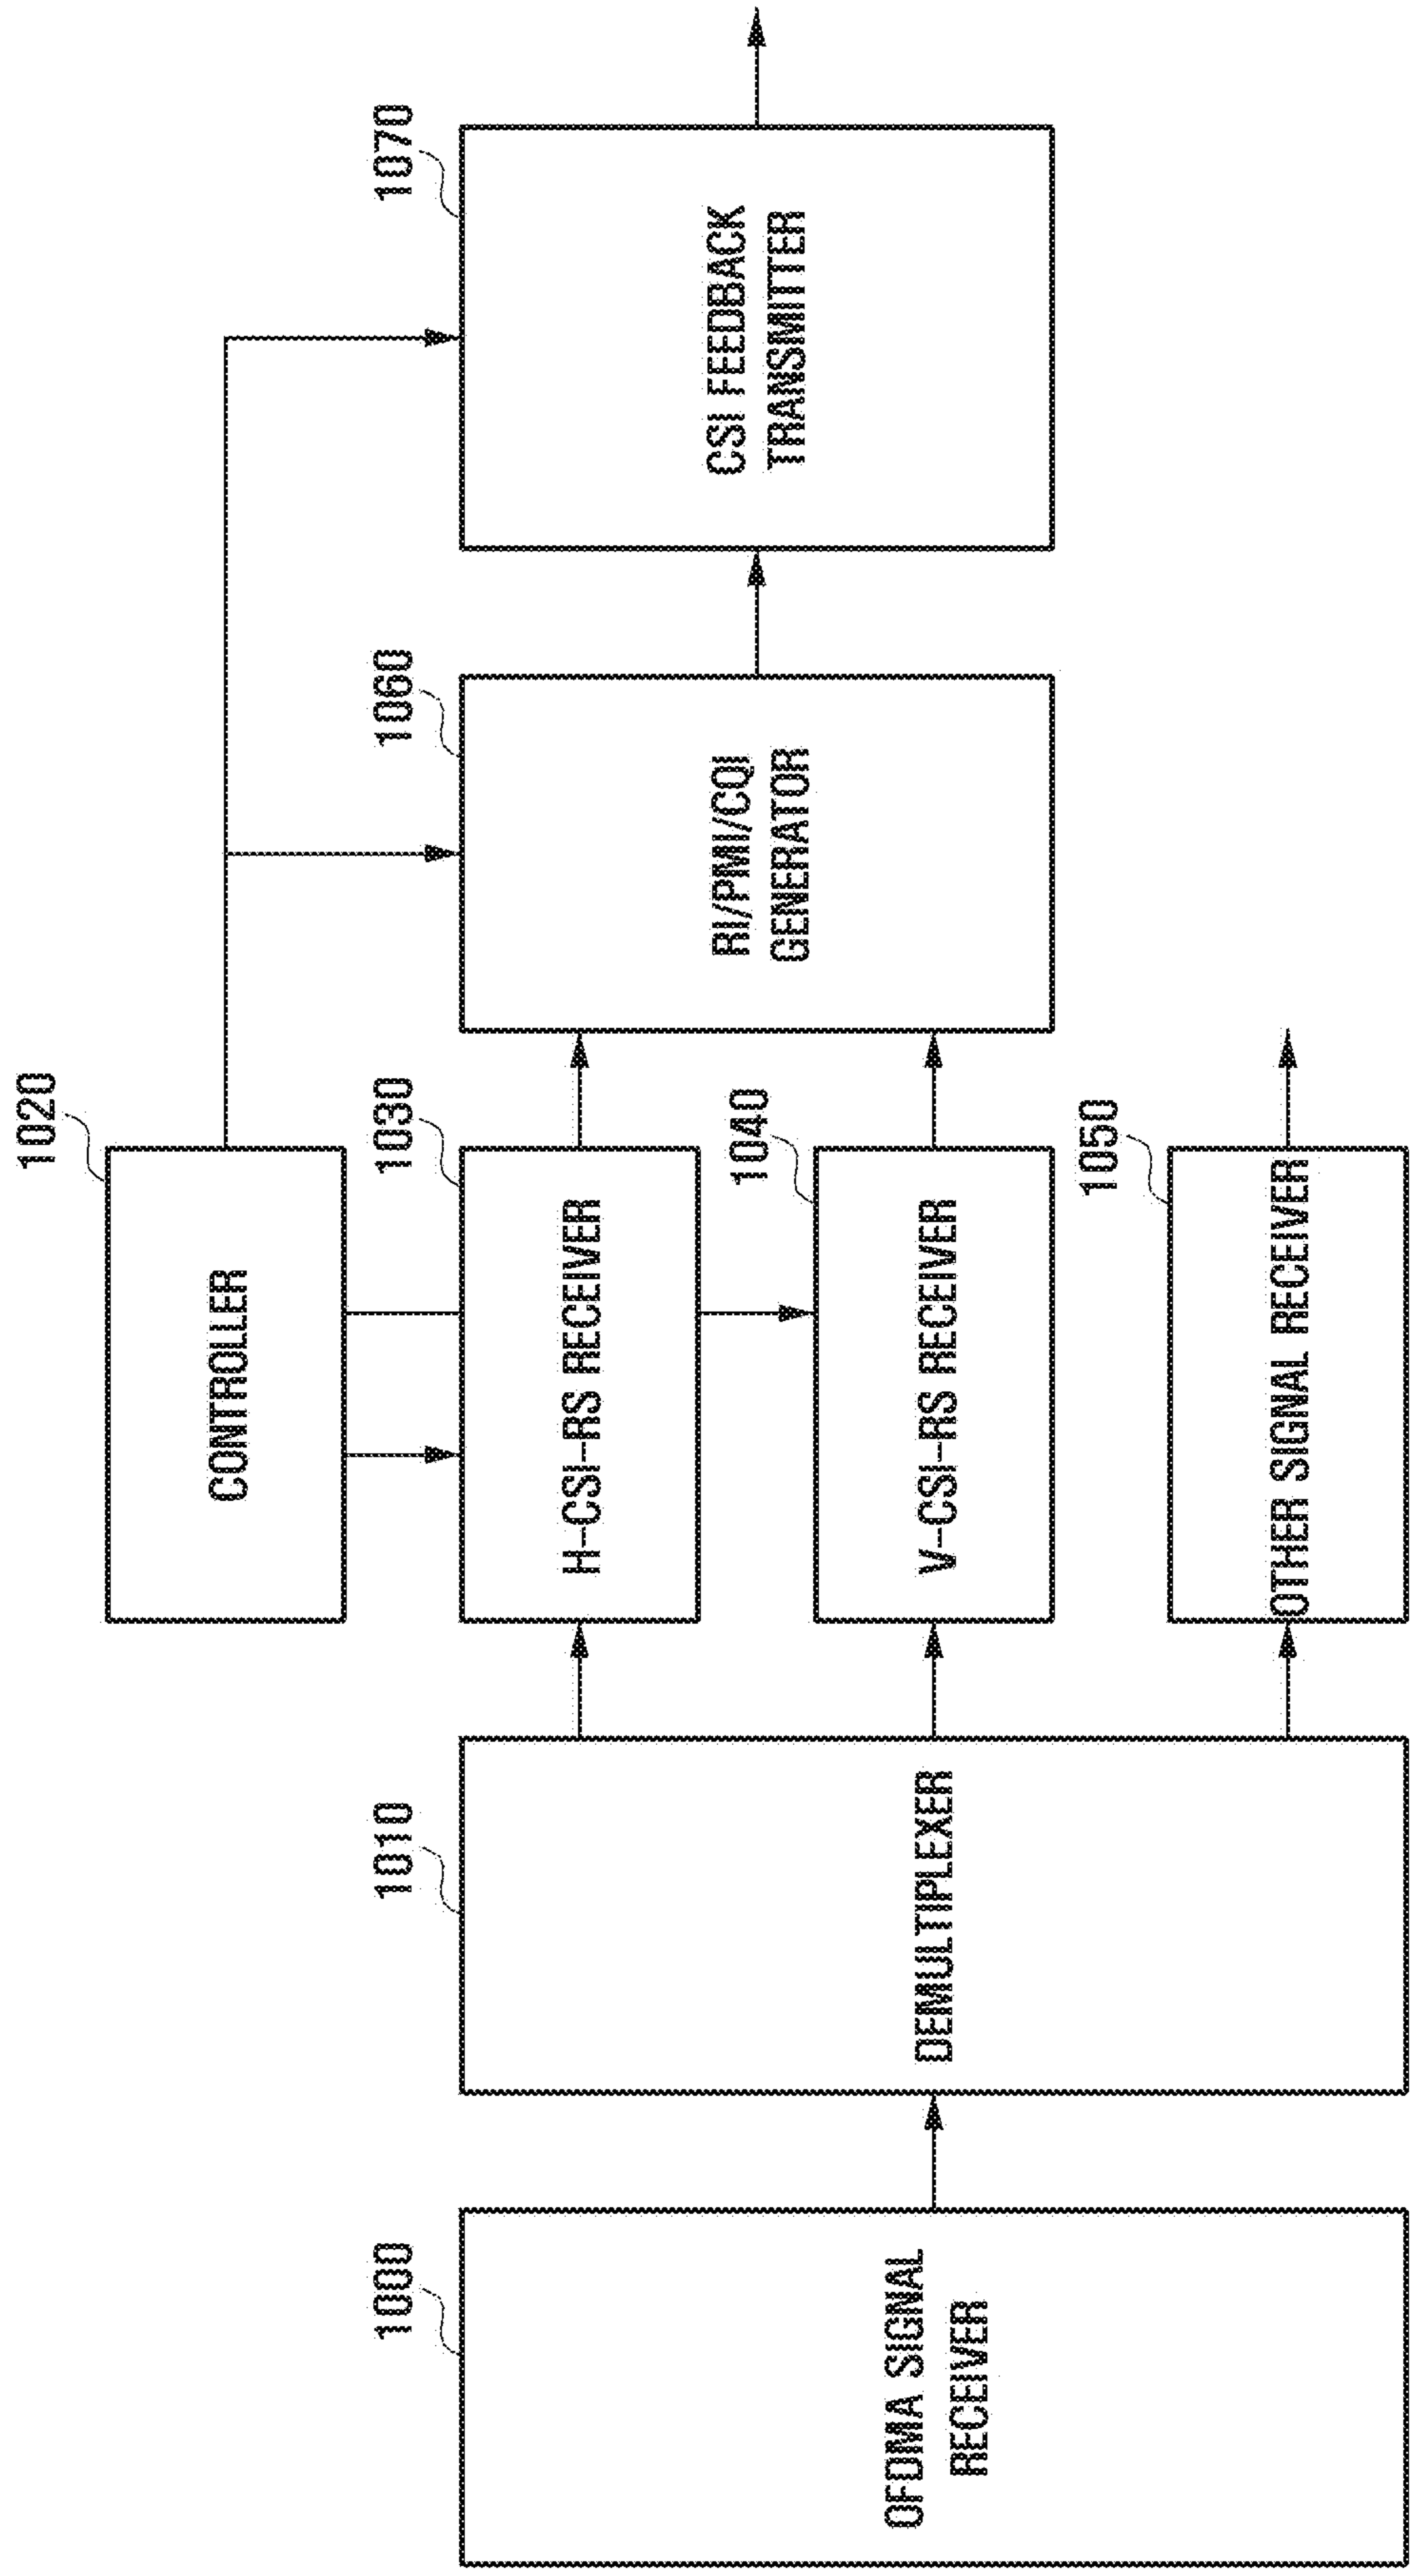 1020
CONTROLLER
1000
OFDMA SIGNAL
RECEIVER
1010
DEMULTIPLEXER
1030
H-CSI-RS RECEIVER
1040
V-CSI-RS RECEIVER
1050
OTHER SIGNAL RECEIVER
1060
RI/PMI/CQI
GENERATOR
1070
CSI FEEDBACK
TRANSMITTER